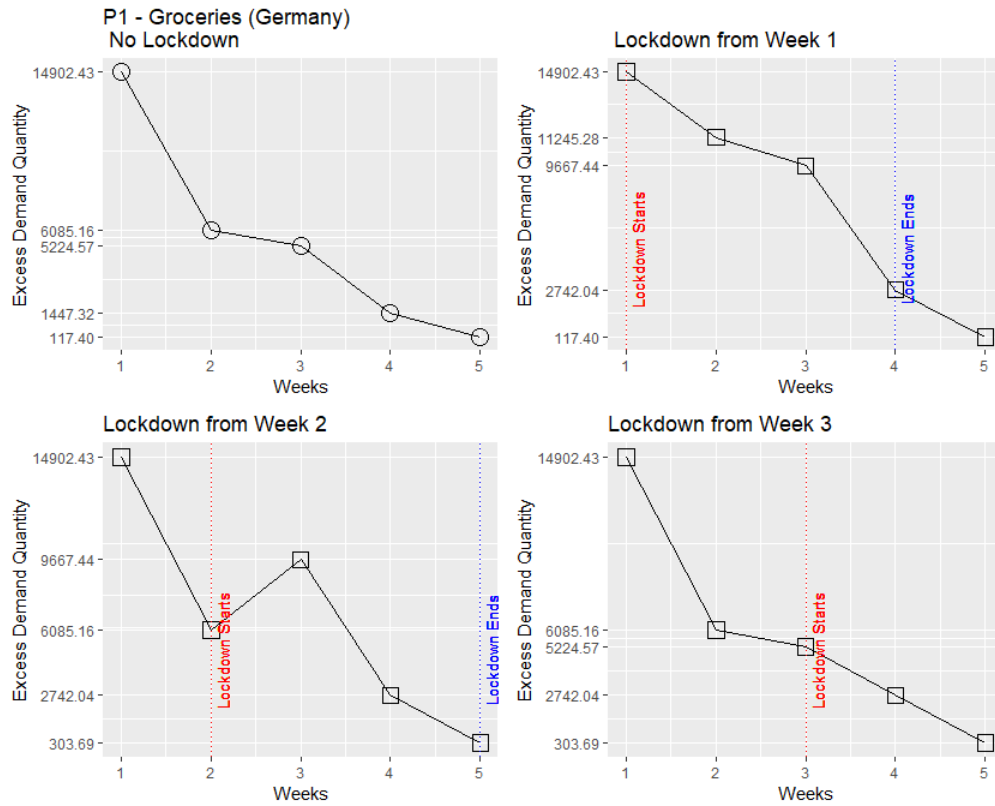 P1 - Groceries (Germany)
No Lockdown
Excess Demand Quantity
14902.43
6085.16
5224.57
1447.32
117.40
1 2 3 4 5
Weeks
Lockdown from Week 1
Excess Demand Quantity
14902.43
11245.28
9667.44
2742.04
117.40
Lockdown Starts
Lockdown Ends
1 2 3 4 5
Weeks
Lockdown from Week 2
Excess Demand Quantity
14902.43
9667.44
6085.16
2742.04
303.69
Lockdown Starts
Lockdown Ends
1 2 3 4 5
Weeks
Lockdown from Week 3
Excess Demand Quantity
14902.43
6085.16
5224.57
2742.04
303.69
Lockdown Starts
1 2 3 4 5
Weeks